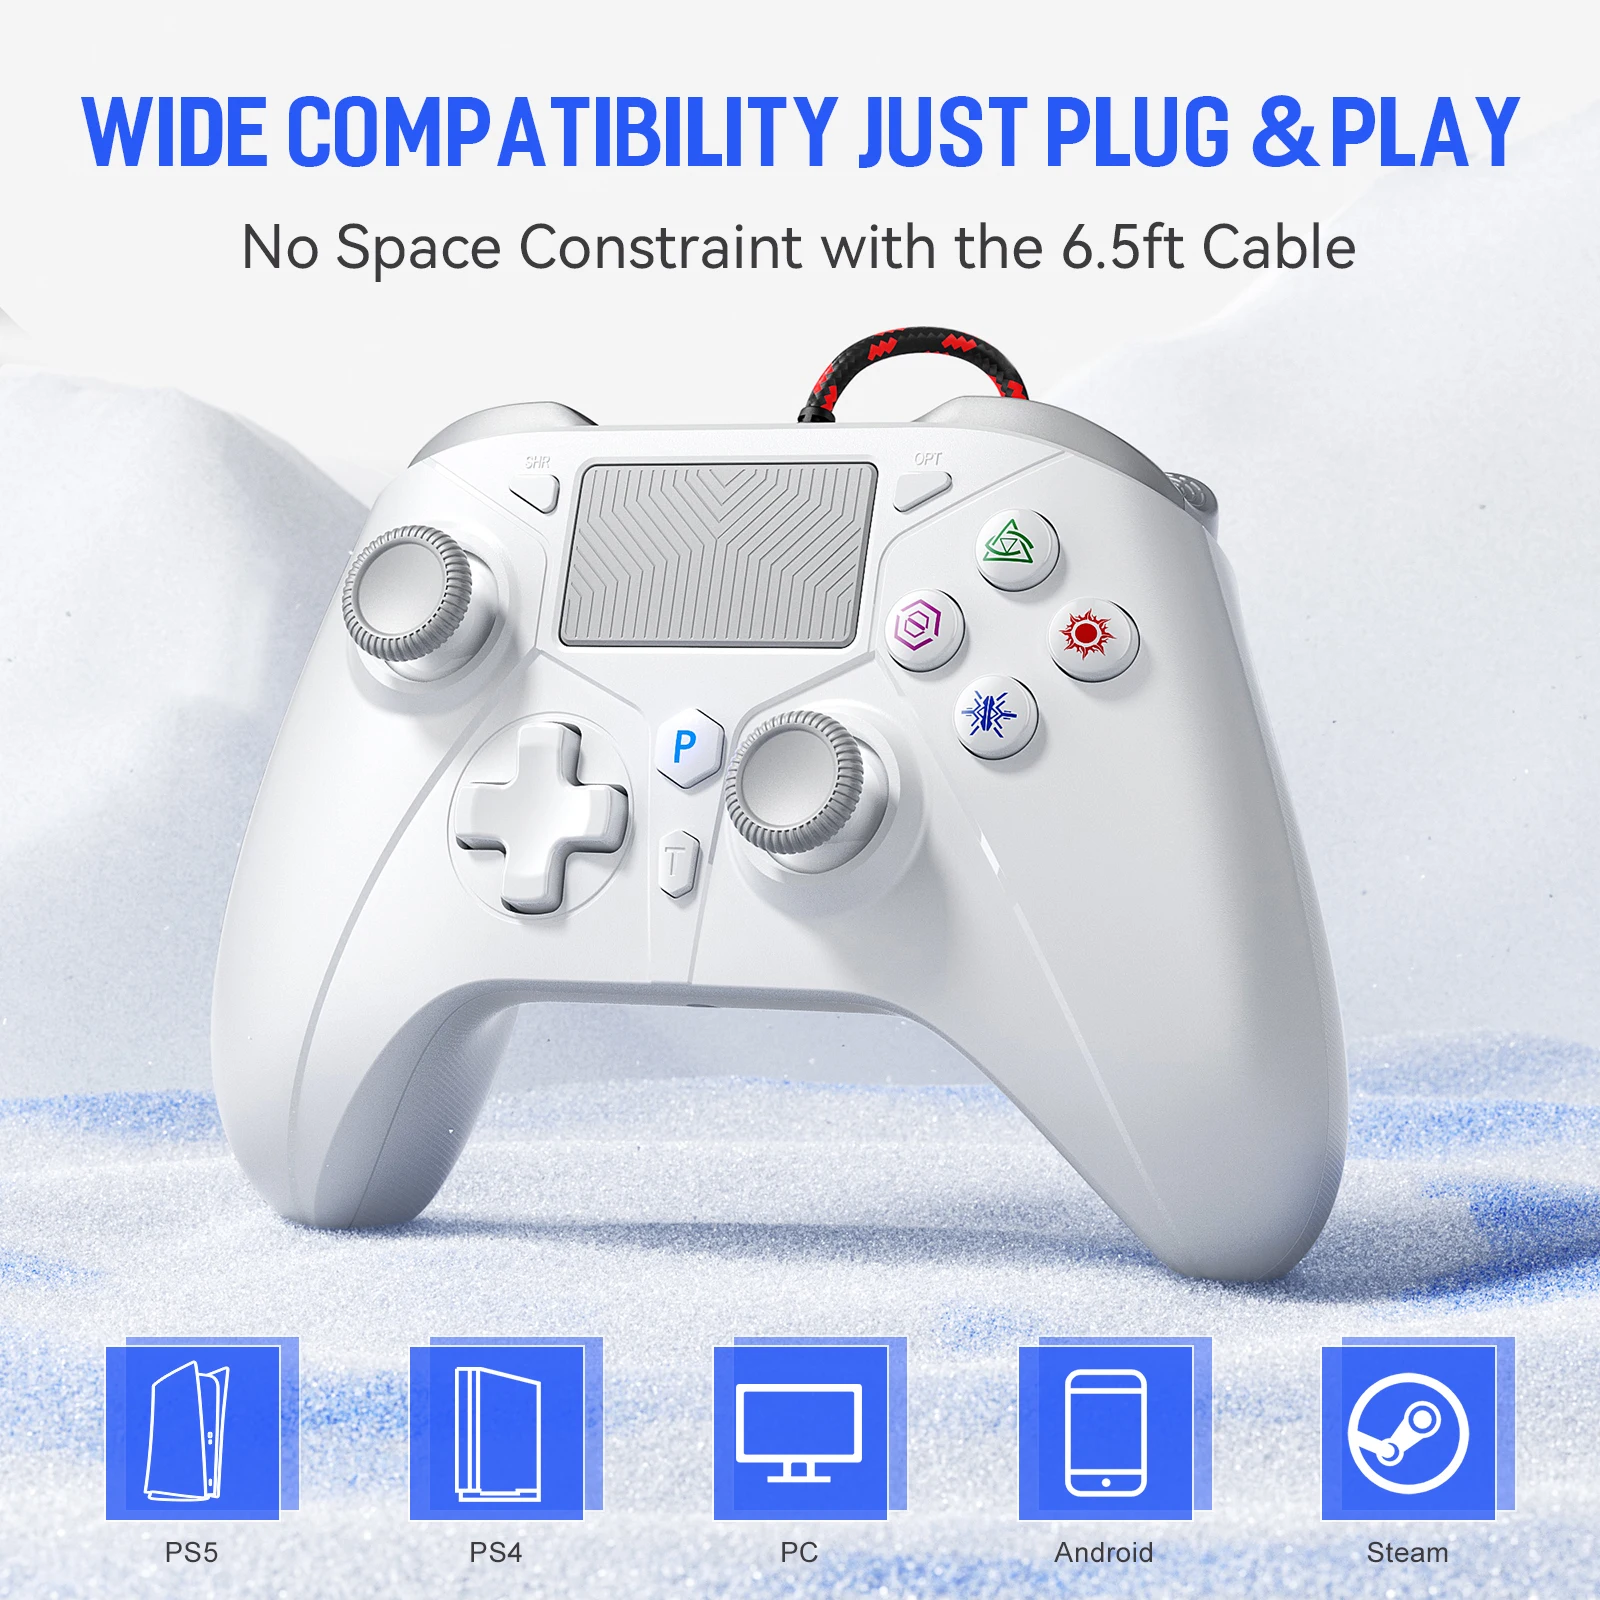 WIDE COMPATIBILITY JUST PLUG & PLAY
No Space Constraint with the 6.5ft Cable
SHR
OPT
P
T
PS5
PS4
PC
Android
Steam